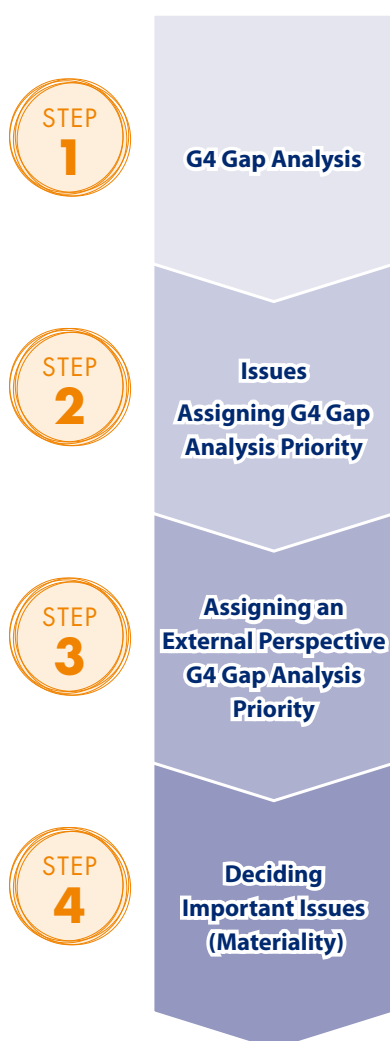 STEP
1
G4 Gap Analysis
STEP
2
Issues
Assigning G4 Gap
Analysis Priority
STEP
3
Assigning an
External Perspective
G4 Gap Analysis
Priority
STEP
4
Deciding
Important Issues
(Materiality)